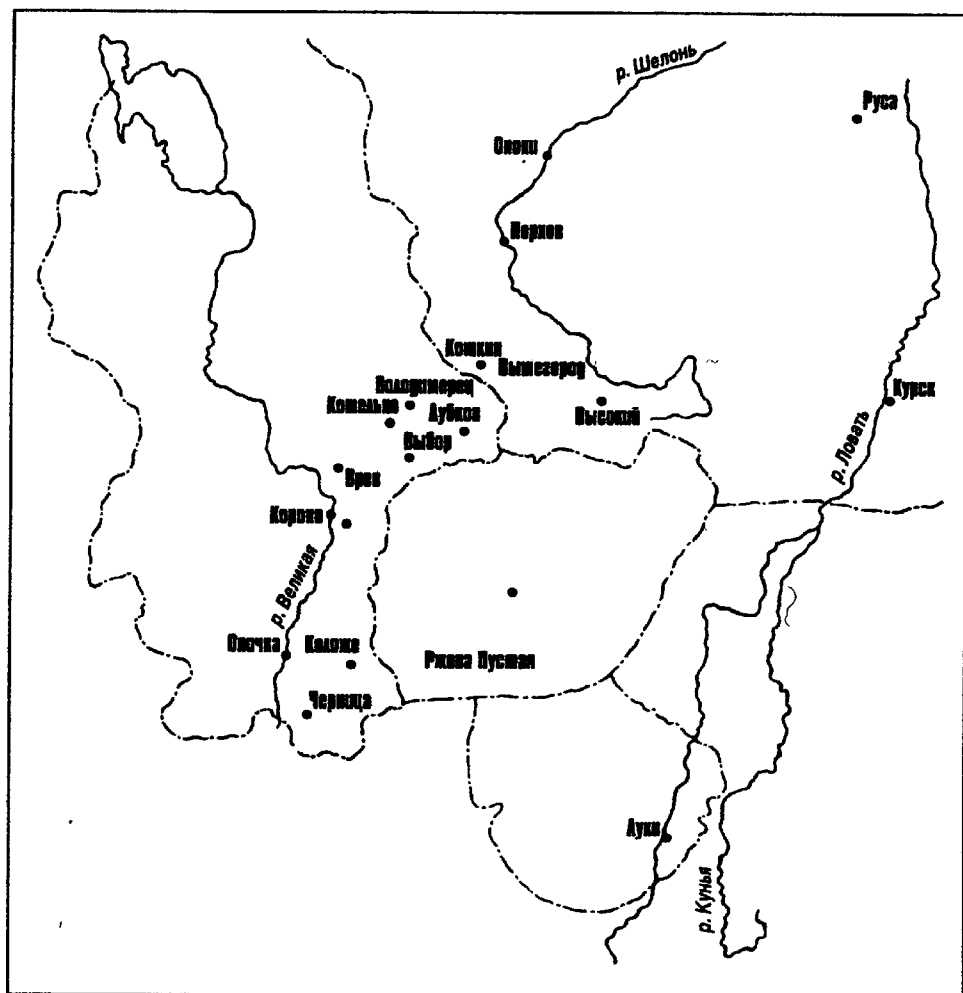 р. Шелонь
Руса
Опоки
Порхов
Кошкин
Вышегород
Володимерец
Котельно
Дубков
Высокий
Курск
Выбор
р. Ловать
Врев
Р. Великая
Опочка
Коложе
Ржева Пустая
Черница
Луки
р. Кунья